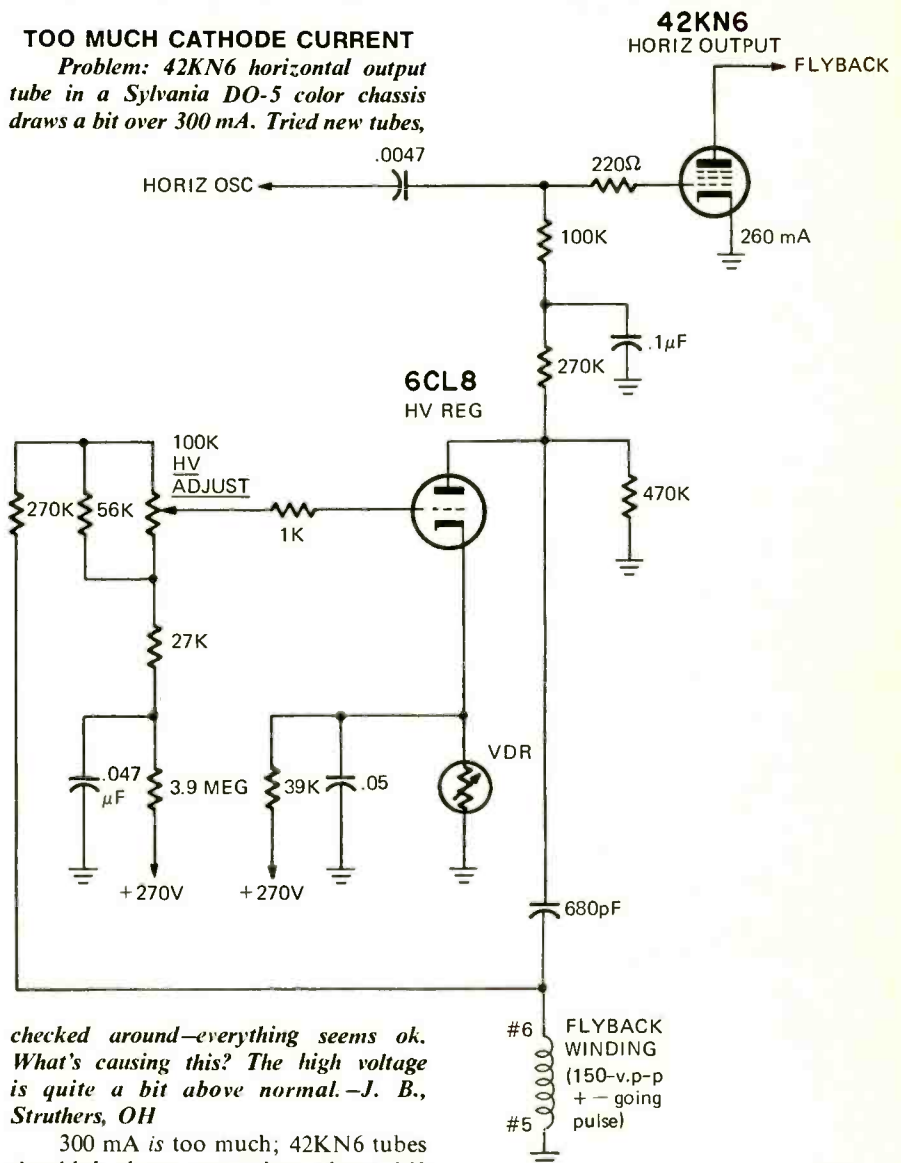 TOO MUCH CATHODE CURRENT
Problem: 42KN6 horizontal output
tube in a Sylvania DO-5 color chassis
draws a bit over 300 mA. Tried new tubes,
42KN6
HORIZ OUTPUT
FLYBACK
.0047
HORIZ OSC
220Ω
260 mA
100K
.1μF
270K
6CL8
HV REG
100K
HV
ADJUST
270K
56K
1K
470K
27K
VDR
.047
μF
3.9 MEG
39K
.05
+270V
+270V
680pF
#6
FLYBACK
WINDING
(150-v.p-p
+ − going
pulse)
#5
checked around—everything seems ok.
What's causing this? The high voltage
is quite a bit above normal.—J. B.,
Struthers, OH
300 mA is too much; 42KN6 tubes